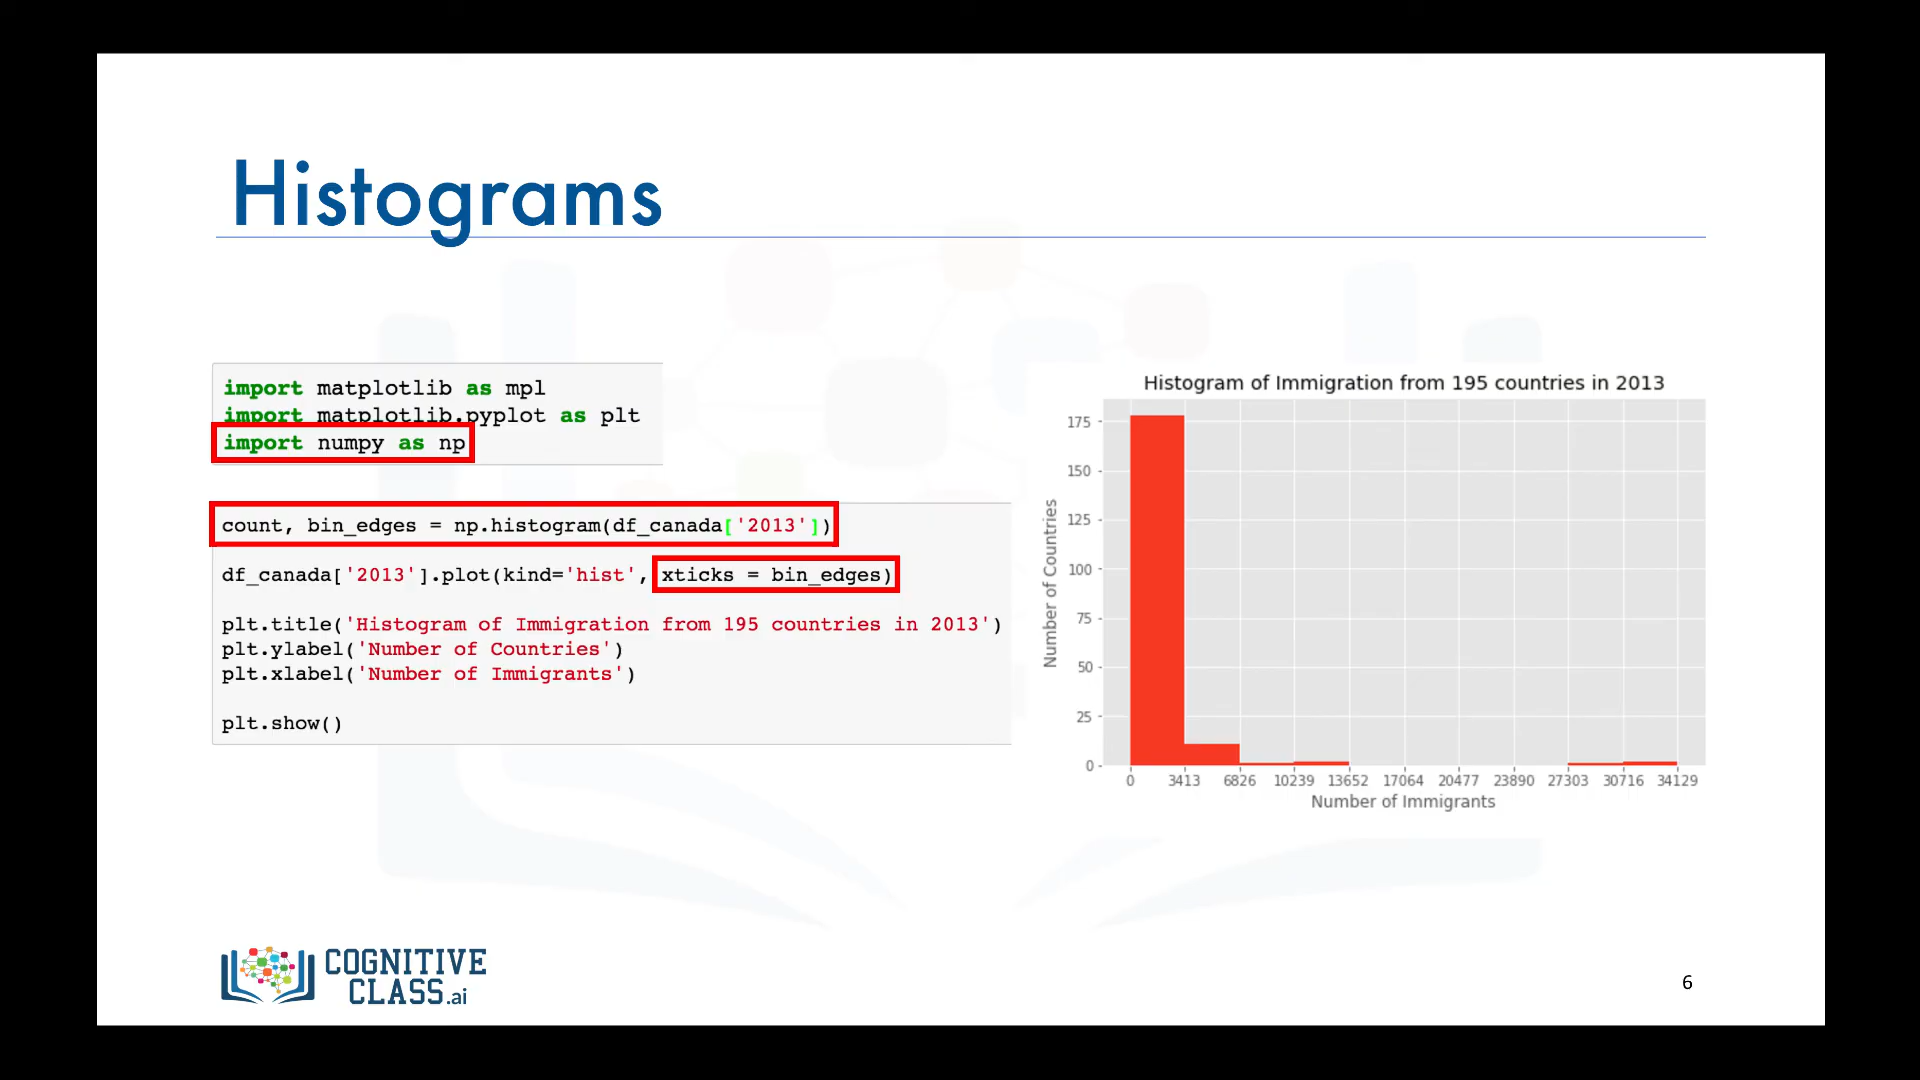 Histograms
import matplotlib as mpl
import matplotlib.pyplot as plt
import numpy as np
count, bin_edges = np.histogram(df_canada['2013'])
df_canada['2013'].plot(kind='hist', xticks = bin_edges)
plt.title('Histogram of Immigration from 195 countries in 2013')
plt.ylabel('Number of Countries')
plt.xlabel('Number of Immigrants')
plt.show()
Histogram of Immigration from 195 countries in 2013
Number of Countries
175
150
125
100
75
50
25
0
0 3413 6826 10239 13652 17064 20477 23890 27303 30716 34129
Number of Immigrants
COGNITIVE
CLASS.ai
6